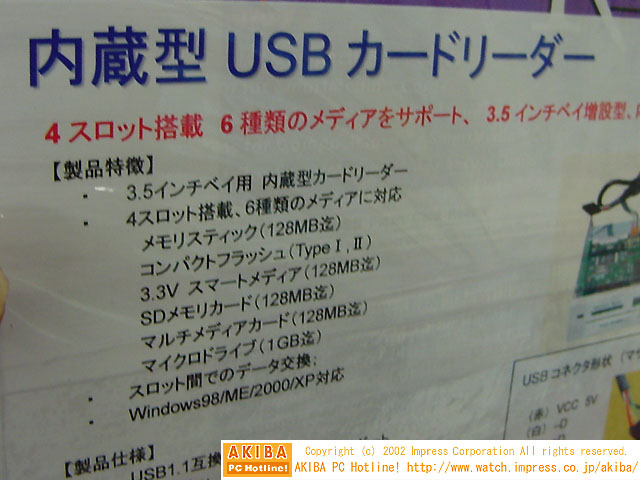 内蔵型 USB カードリーダー
4 スロット搭載 6 種類のメディアをサポート、 3.5 インチベイ増設型、
【製品特徴】
・ 3.5インチベイ用 内蔵型カードリーダー
・ 4スロット搭載、6種類のメディアに対応
メモリスティック(128MB迄)
コンパクトフラッシュ(Type I , II)
3.3V スマートメディア(128MB迄)
SDメモリカード(128MB迄)
マルチメディアカード(128MB迄)
マイクロドライブ(1GB迄)
・ スロット間でのデータ交換;
・ Windows98/ME/2000/XP対応
USBコネクタ形状 (マザ
(赤) VCC 5V
(白) -D
【製品仕様】
USB1.1互換
AKIBA PC Hotline!
Copyright (c) 2002 Impress Corporation All rights reserved.
AKIBA PC Hotline! http://www.watch.impress.co.jp/akiba/